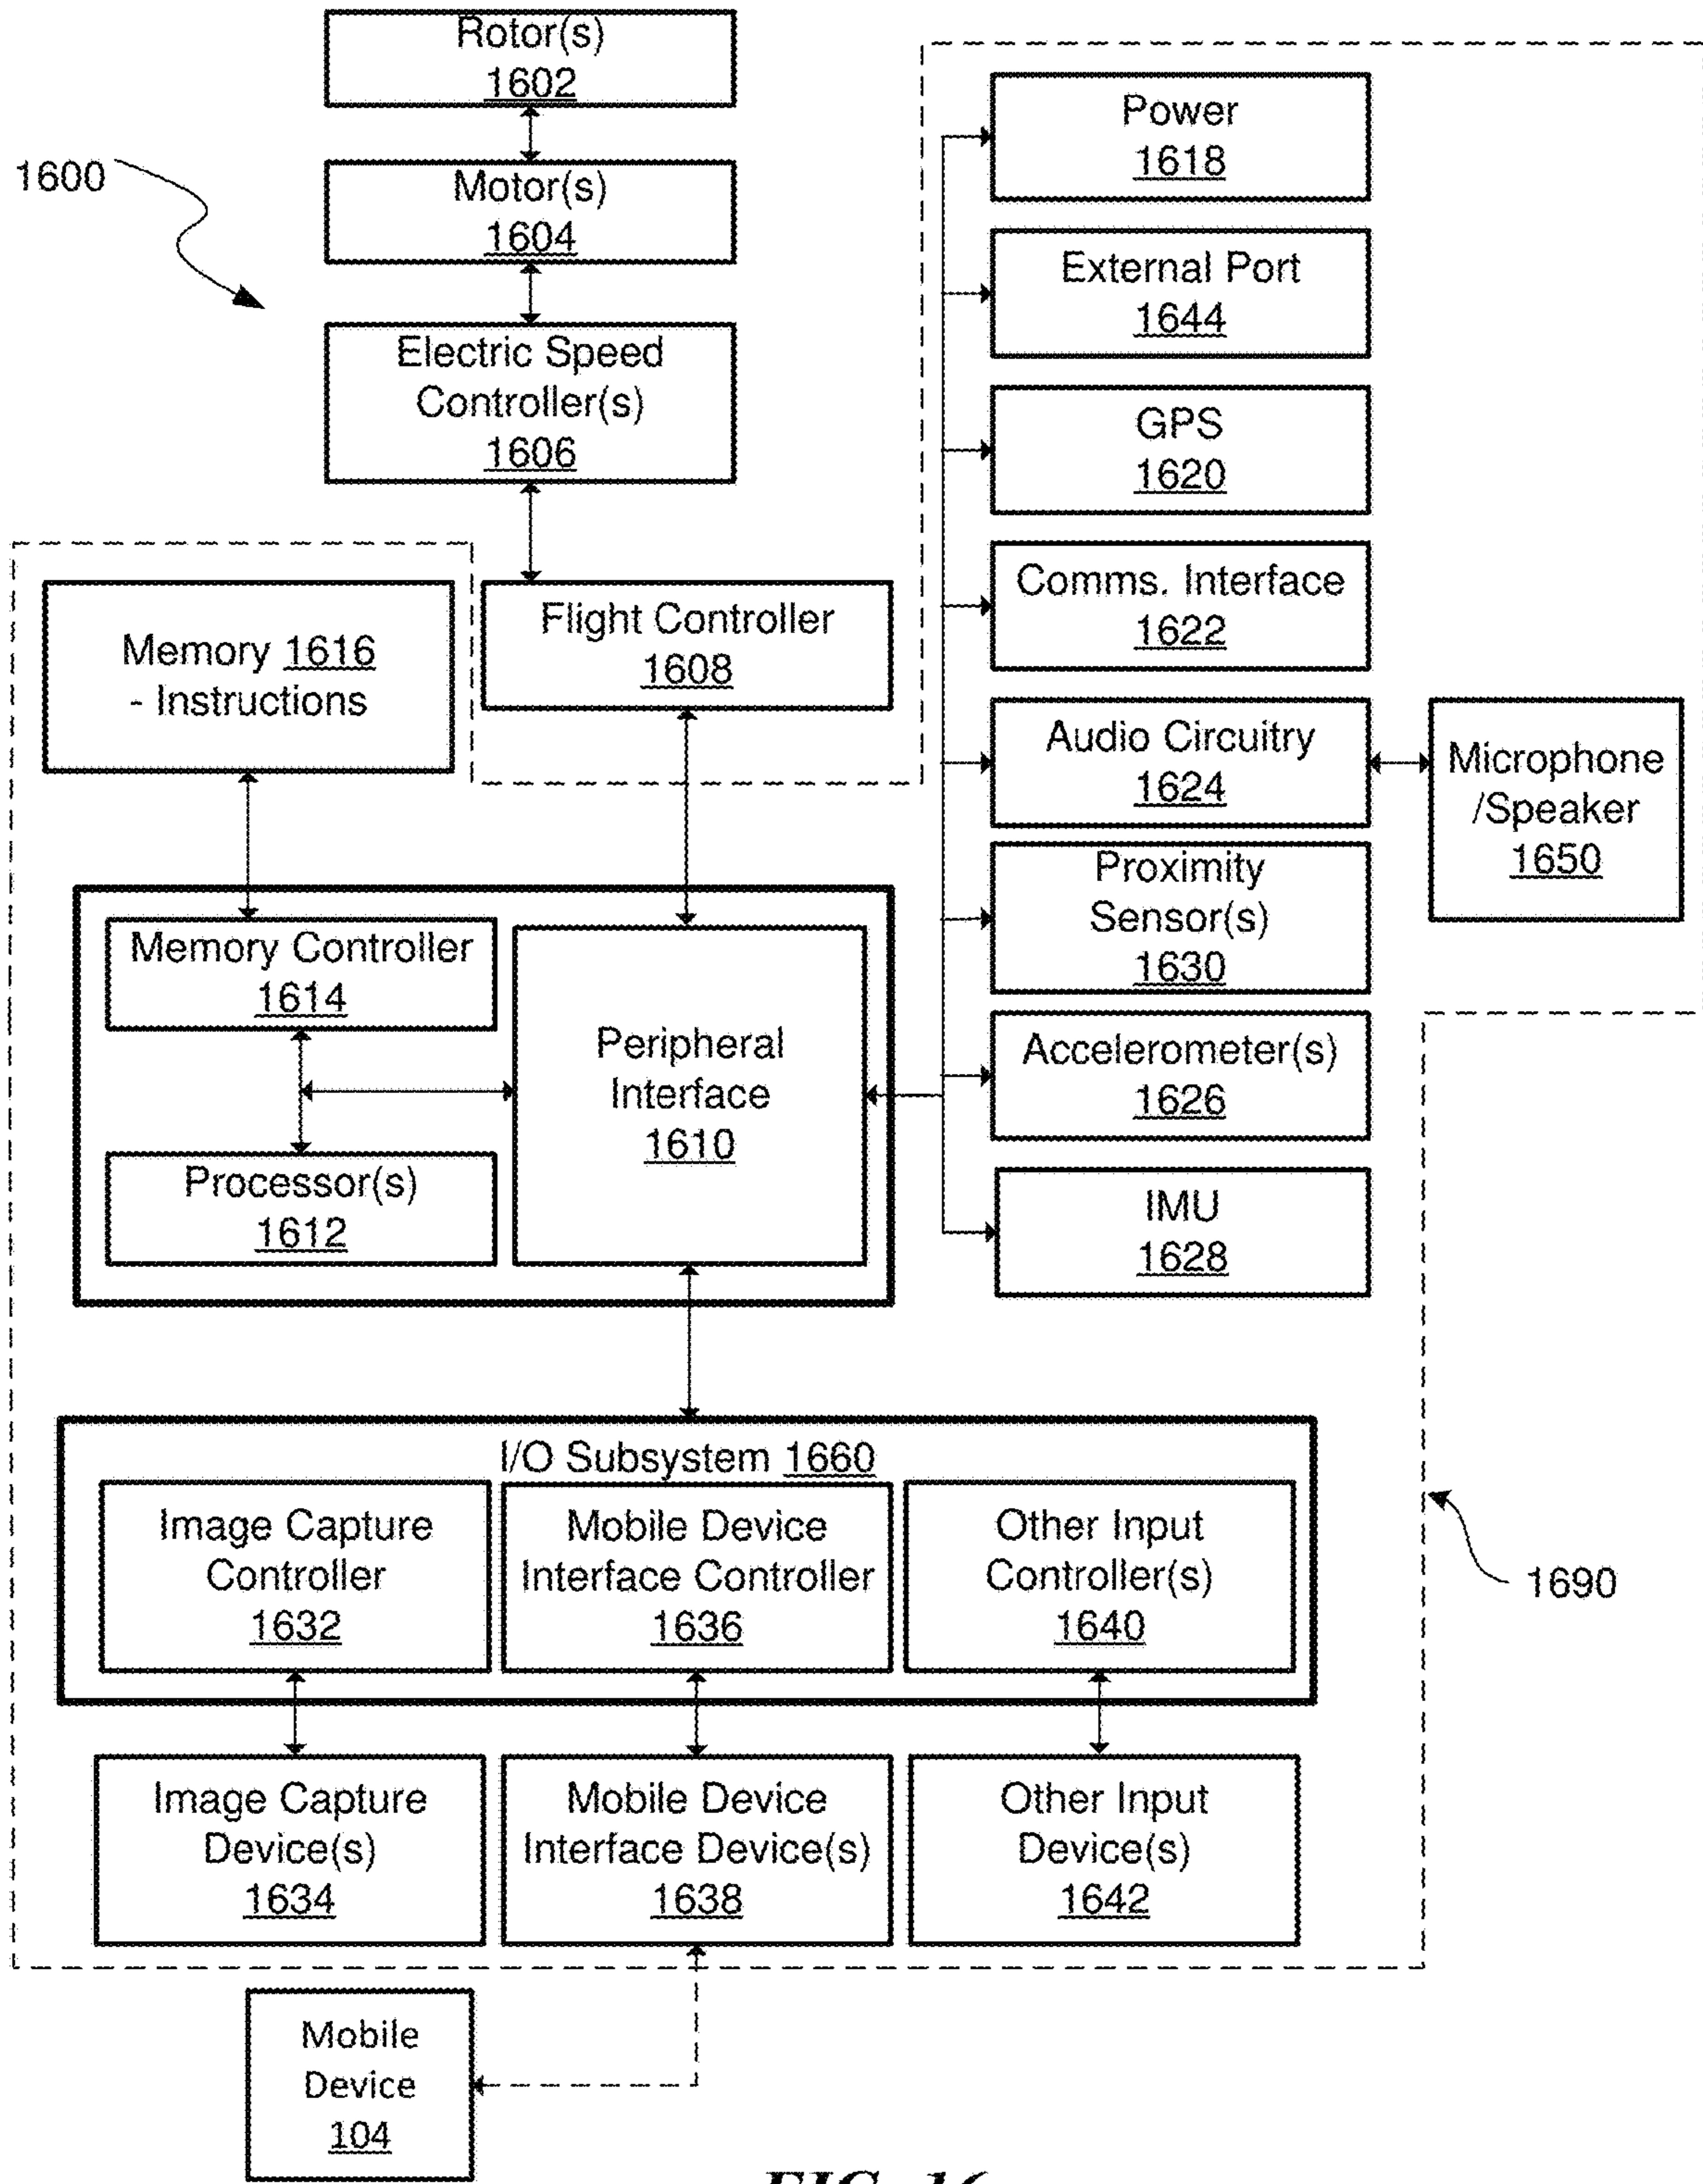 Rotor(s)
1602
1600
Motor(s)
1604
Electric Speed
Controller(s)
1606
Memory 1616
- Instructions
Flight Controller
1608
Memory Controller
1614
Processor(s)
1612
Peripheral
Interface
1610
Power
1618
External Port
1644
GPS
1620
Comms. Interface
1622
Audio Circuitry
1624
Microphone
/Speaker
1650
Proximity
Sensor(s)
1630
Accelerometer(s)
1626
IMU
1628
I/O Subsystem 1660
Image Capture
Controller
1632
Mobile Device
Interface Controller
1636
Other Input
Controller(s)
1640
1690
Image Capture
Device(s)
1634
Mobile Device
Interface Device(s)
1638
Other Input
Device(s)
1642
Mobile
Device
104
FIG. 16